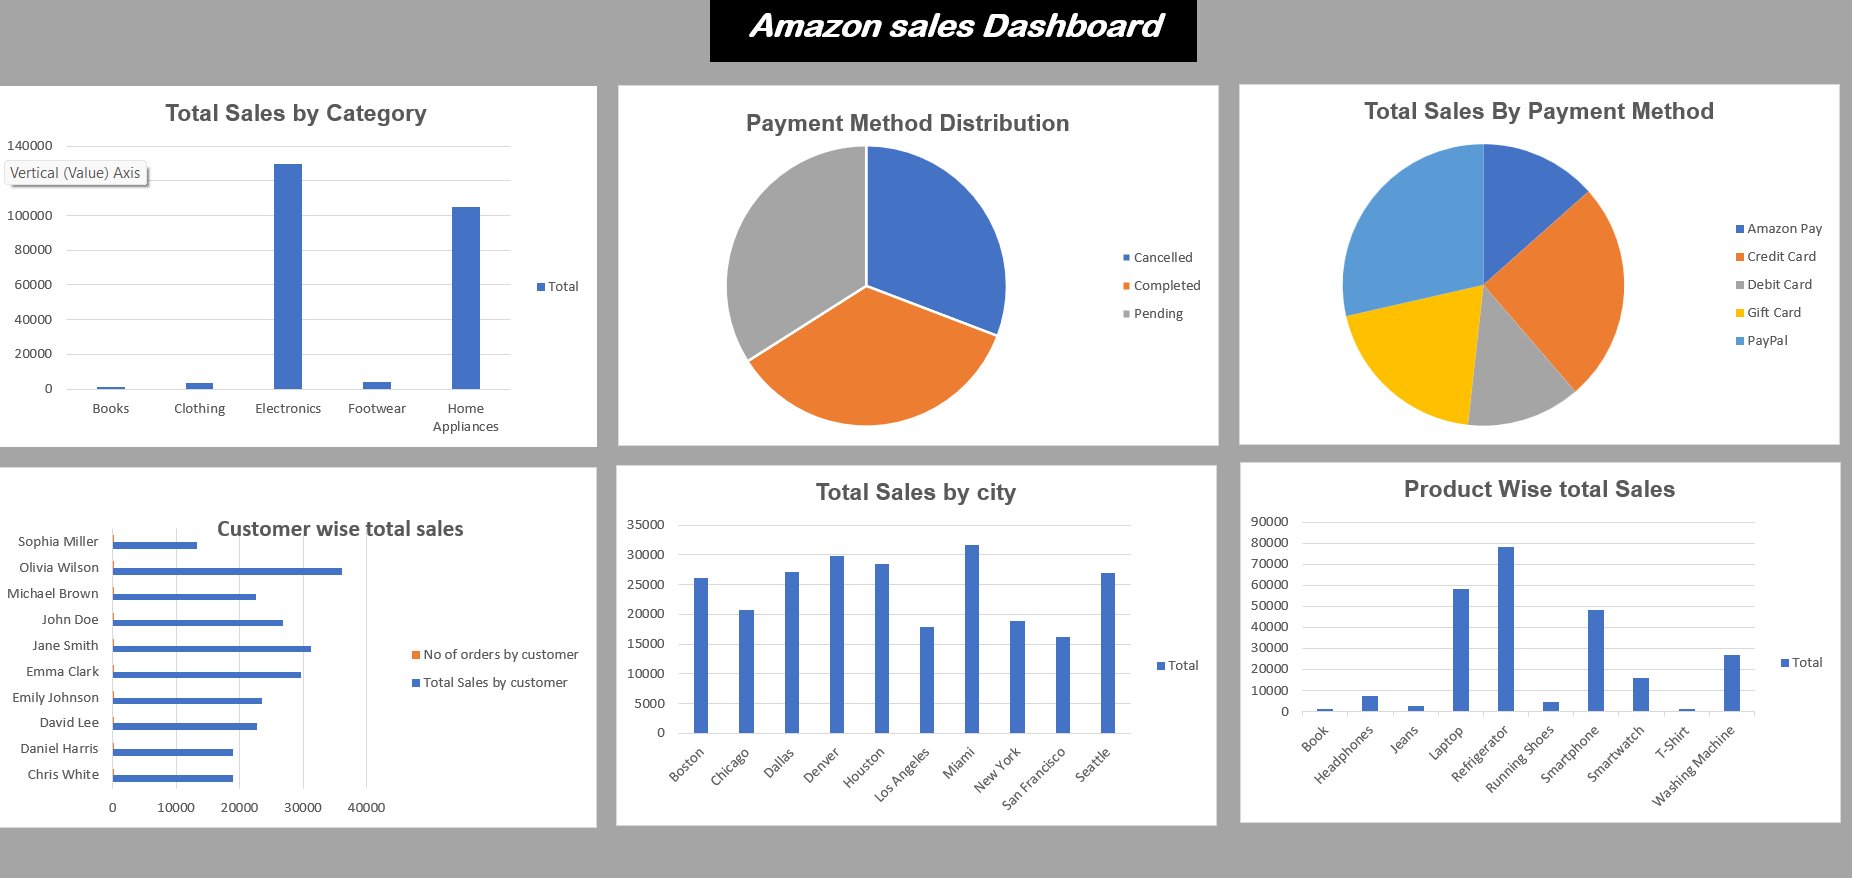 Amazon sales Dashboard
Total Sales by Category
140000
Vertical (Value) Axis
100000
80000
60000
40000
20000
0
Books
Clothing
Electronics
Footwear
Home
Appliances
Total
Payment Method Distribution
Cancelled
Completed
Pending
Total Sales By Payment Method
Amazon Pay
Credit Card
Debit Card
Gift Card
PayPal
Customer wise total sales
Sophia Miller
Olivia Wilson
Michael Brown
John Doe
Jane Smith
Emma Clark
Emily Johnson
David Lee
Daniel Harris
Chris White
0
10000
20000
30000
40000
No of orders by customer
Total Sales by customer
Total Sales by city
35000
30000
25000
20000
15000
10000
5000
0
Boston
Chicago
Dallas
Denver
Houston
Los Angeles
Miami
New York
San Francisco
Seattle
Total
Product Wise total Sales
90000
80000
70000
60000
50000
40000
30000
20000
10000
0
Book
Headphones
Jeans
Laptop
Refrigerator
Running Shoes
Smartphone
Smartwatch
T-Shirt
Washing Machine
Total